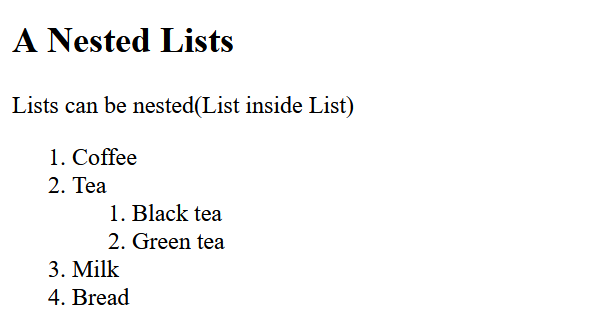 A Nested Lists
Lists can be nested(List inside List)
1. Coffee
2. Tea
1. Black tea
2. Green tea
3. Milk
4. Bread